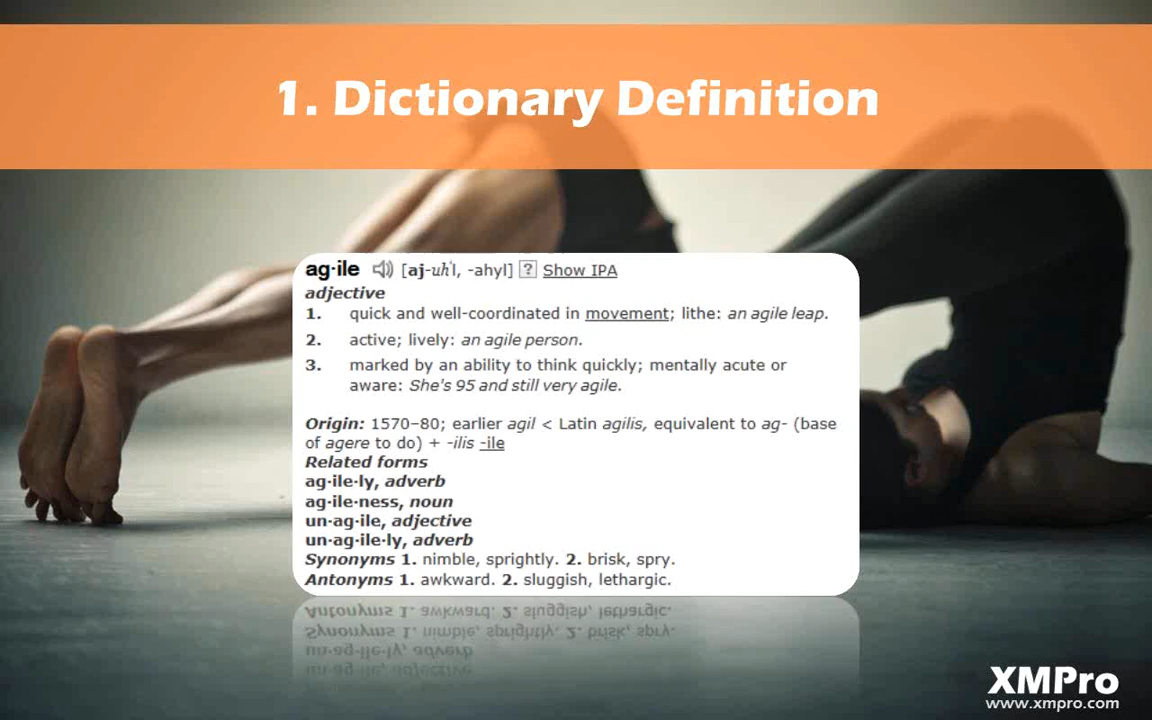 1. Dictionary Definition
ag·ile [aj-uhˈl, -ahyl] ? Show IPA
adjective
1. quick and well-coordinated in movement; lithe: an agile leap.
2. active; lively: an agile person.
3. marked by an ability to think quickly; mentally acute or
aware: She's 95 and still very agile.
Origin: 1570–80; earlier agil < Latin agilis, equivalent to ag- (base
of agere to do) + -ilis -ile
Related forms
ag·ile·ly, adverb
ag·ile·ness, noun
un·ag·ile, adjective
un·ag·ile·ly, adverb
Synonyms 1. nimble, sprightly. 2. brisk, spry.
Antonyms 1. awkward. 2. sluggish, lethargic.
XMPro
www.xmpro.com